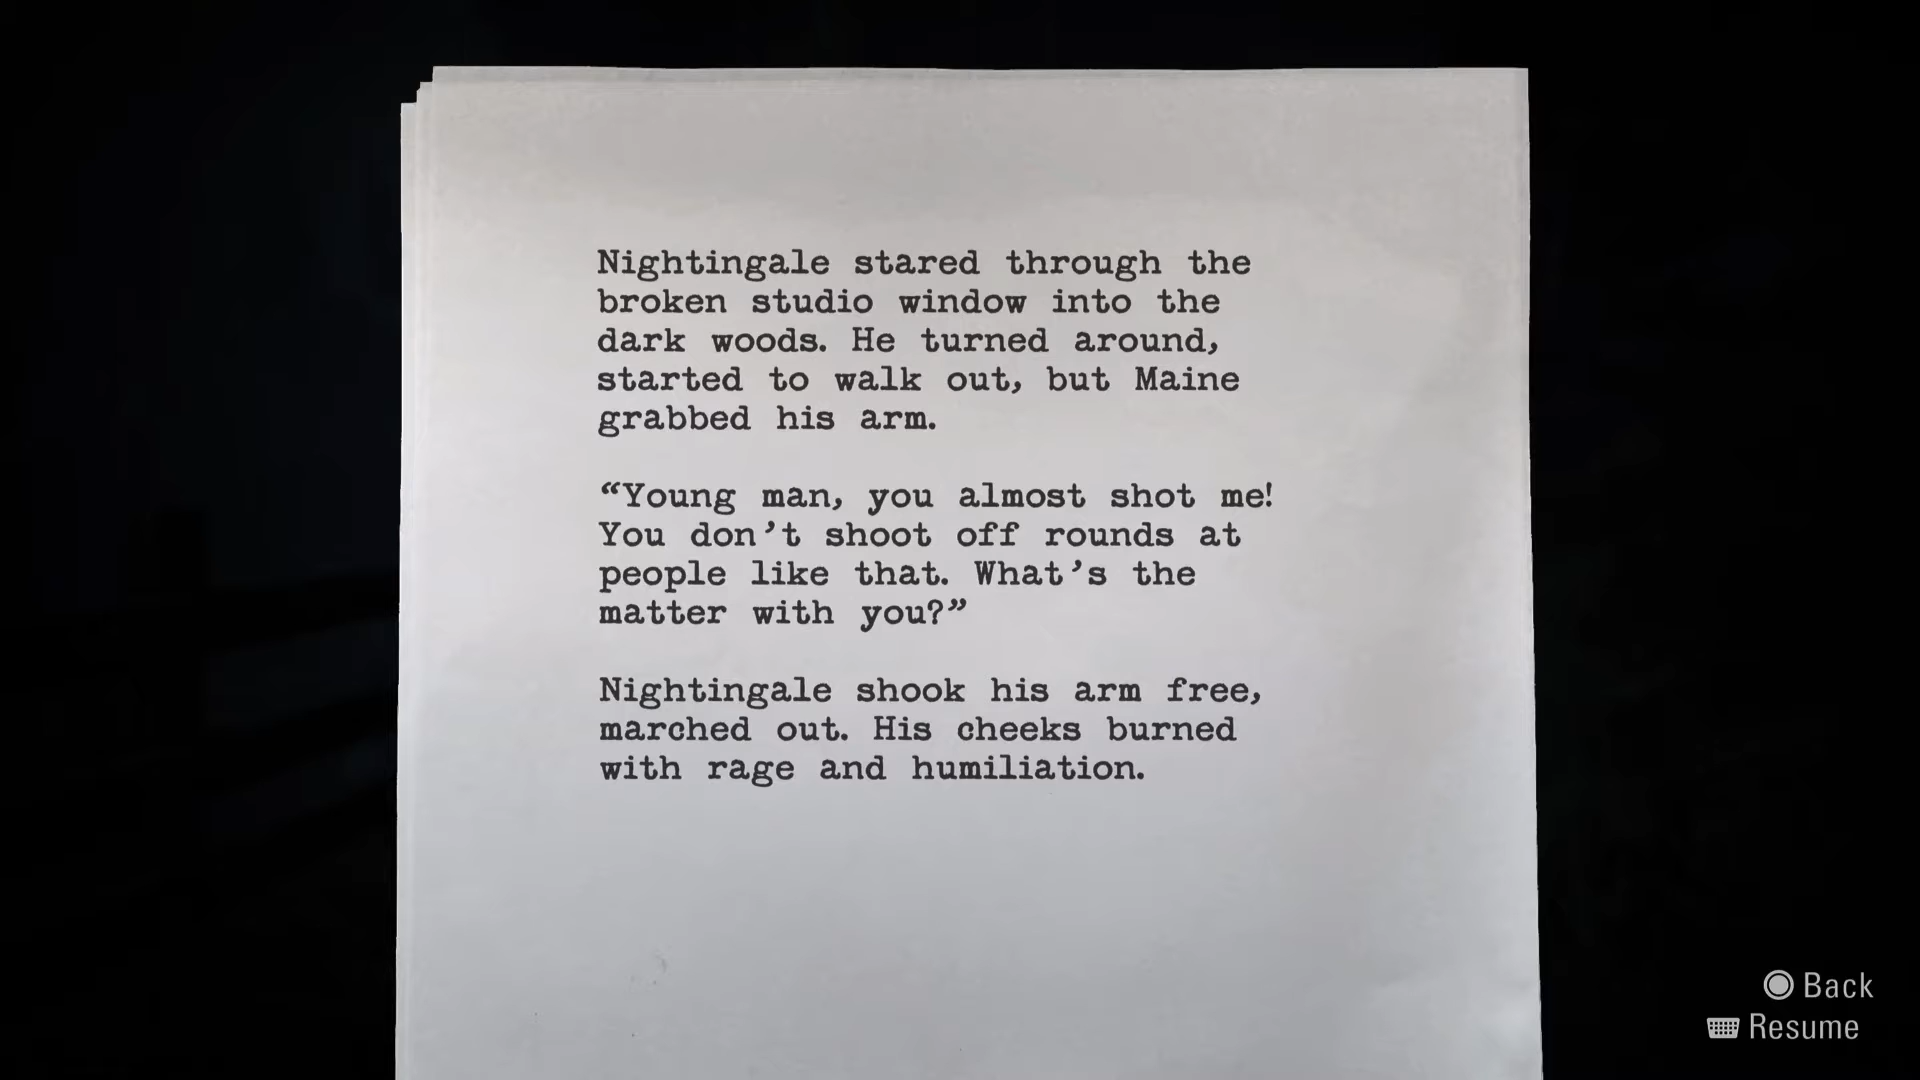 Nightingale stared through the
broken studio window into the
dark woods. He turned around,
started to walk out, but Maine
grabbed his arm.
“Young man, you almost shot me!
You don’t shoot off rounds at
people like that. What’s the
matter with you?”
Nightingale shook his arm free,
marched out. His cheeks burned
with rage and humiliation.
Back
Resume